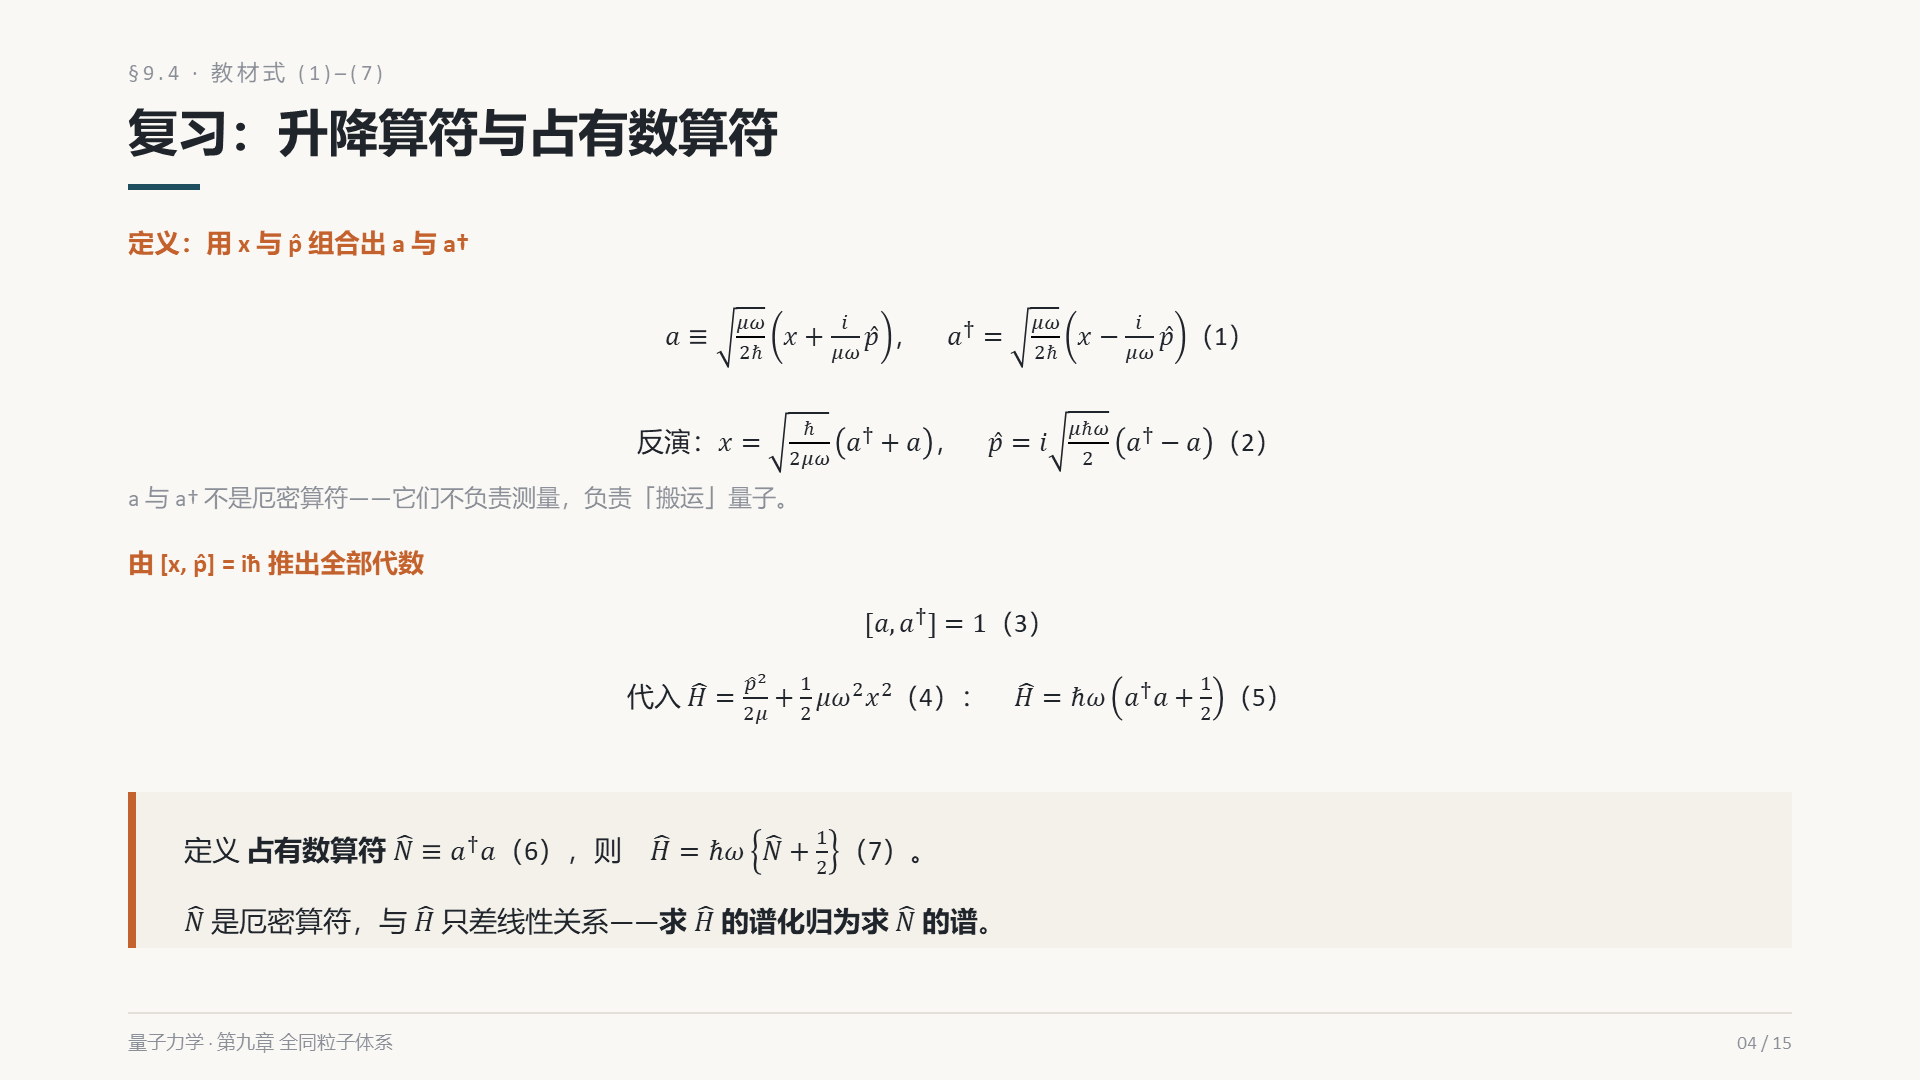 §9.4 · 教材式 (1)–(7)
复习：升降算符与占有数算符
定义：用 x 与 p̂ 组合出 a 与 a†
a ≡ √(μω/2ℏ) (x + (i/μω) p̂),  a† = √(μω/2ℏ) (x − (i/μω) p̂)（1）
反演：x = √(ℏ/2μω) (a† + a),  p̂ = i√(μℏω/2) (a† − a)（2）
a 与 a† 不是厄密算符——它们不负责测量，负责「搬运」量子。
由 [x, p̂] = iħ 推出全部代数
[a, a†] = 1（3）
代入 Ĥ = p̂²/2μ + 1/2 μω²x²（4）：  Ĥ = ℏω (a†a + 1/2)（5）
定义 占有数算符 N̂ ≡ a†a（6），则  Ĥ = ℏω {N̂ + 1/2}（7）。
N̂ 是厄密算符，与 Ĥ 只差线性关系——求 Ĥ 的谱化归为求 N̂ 的谱。
量子力学 · 第九章 全同粒子体系
04 / 15